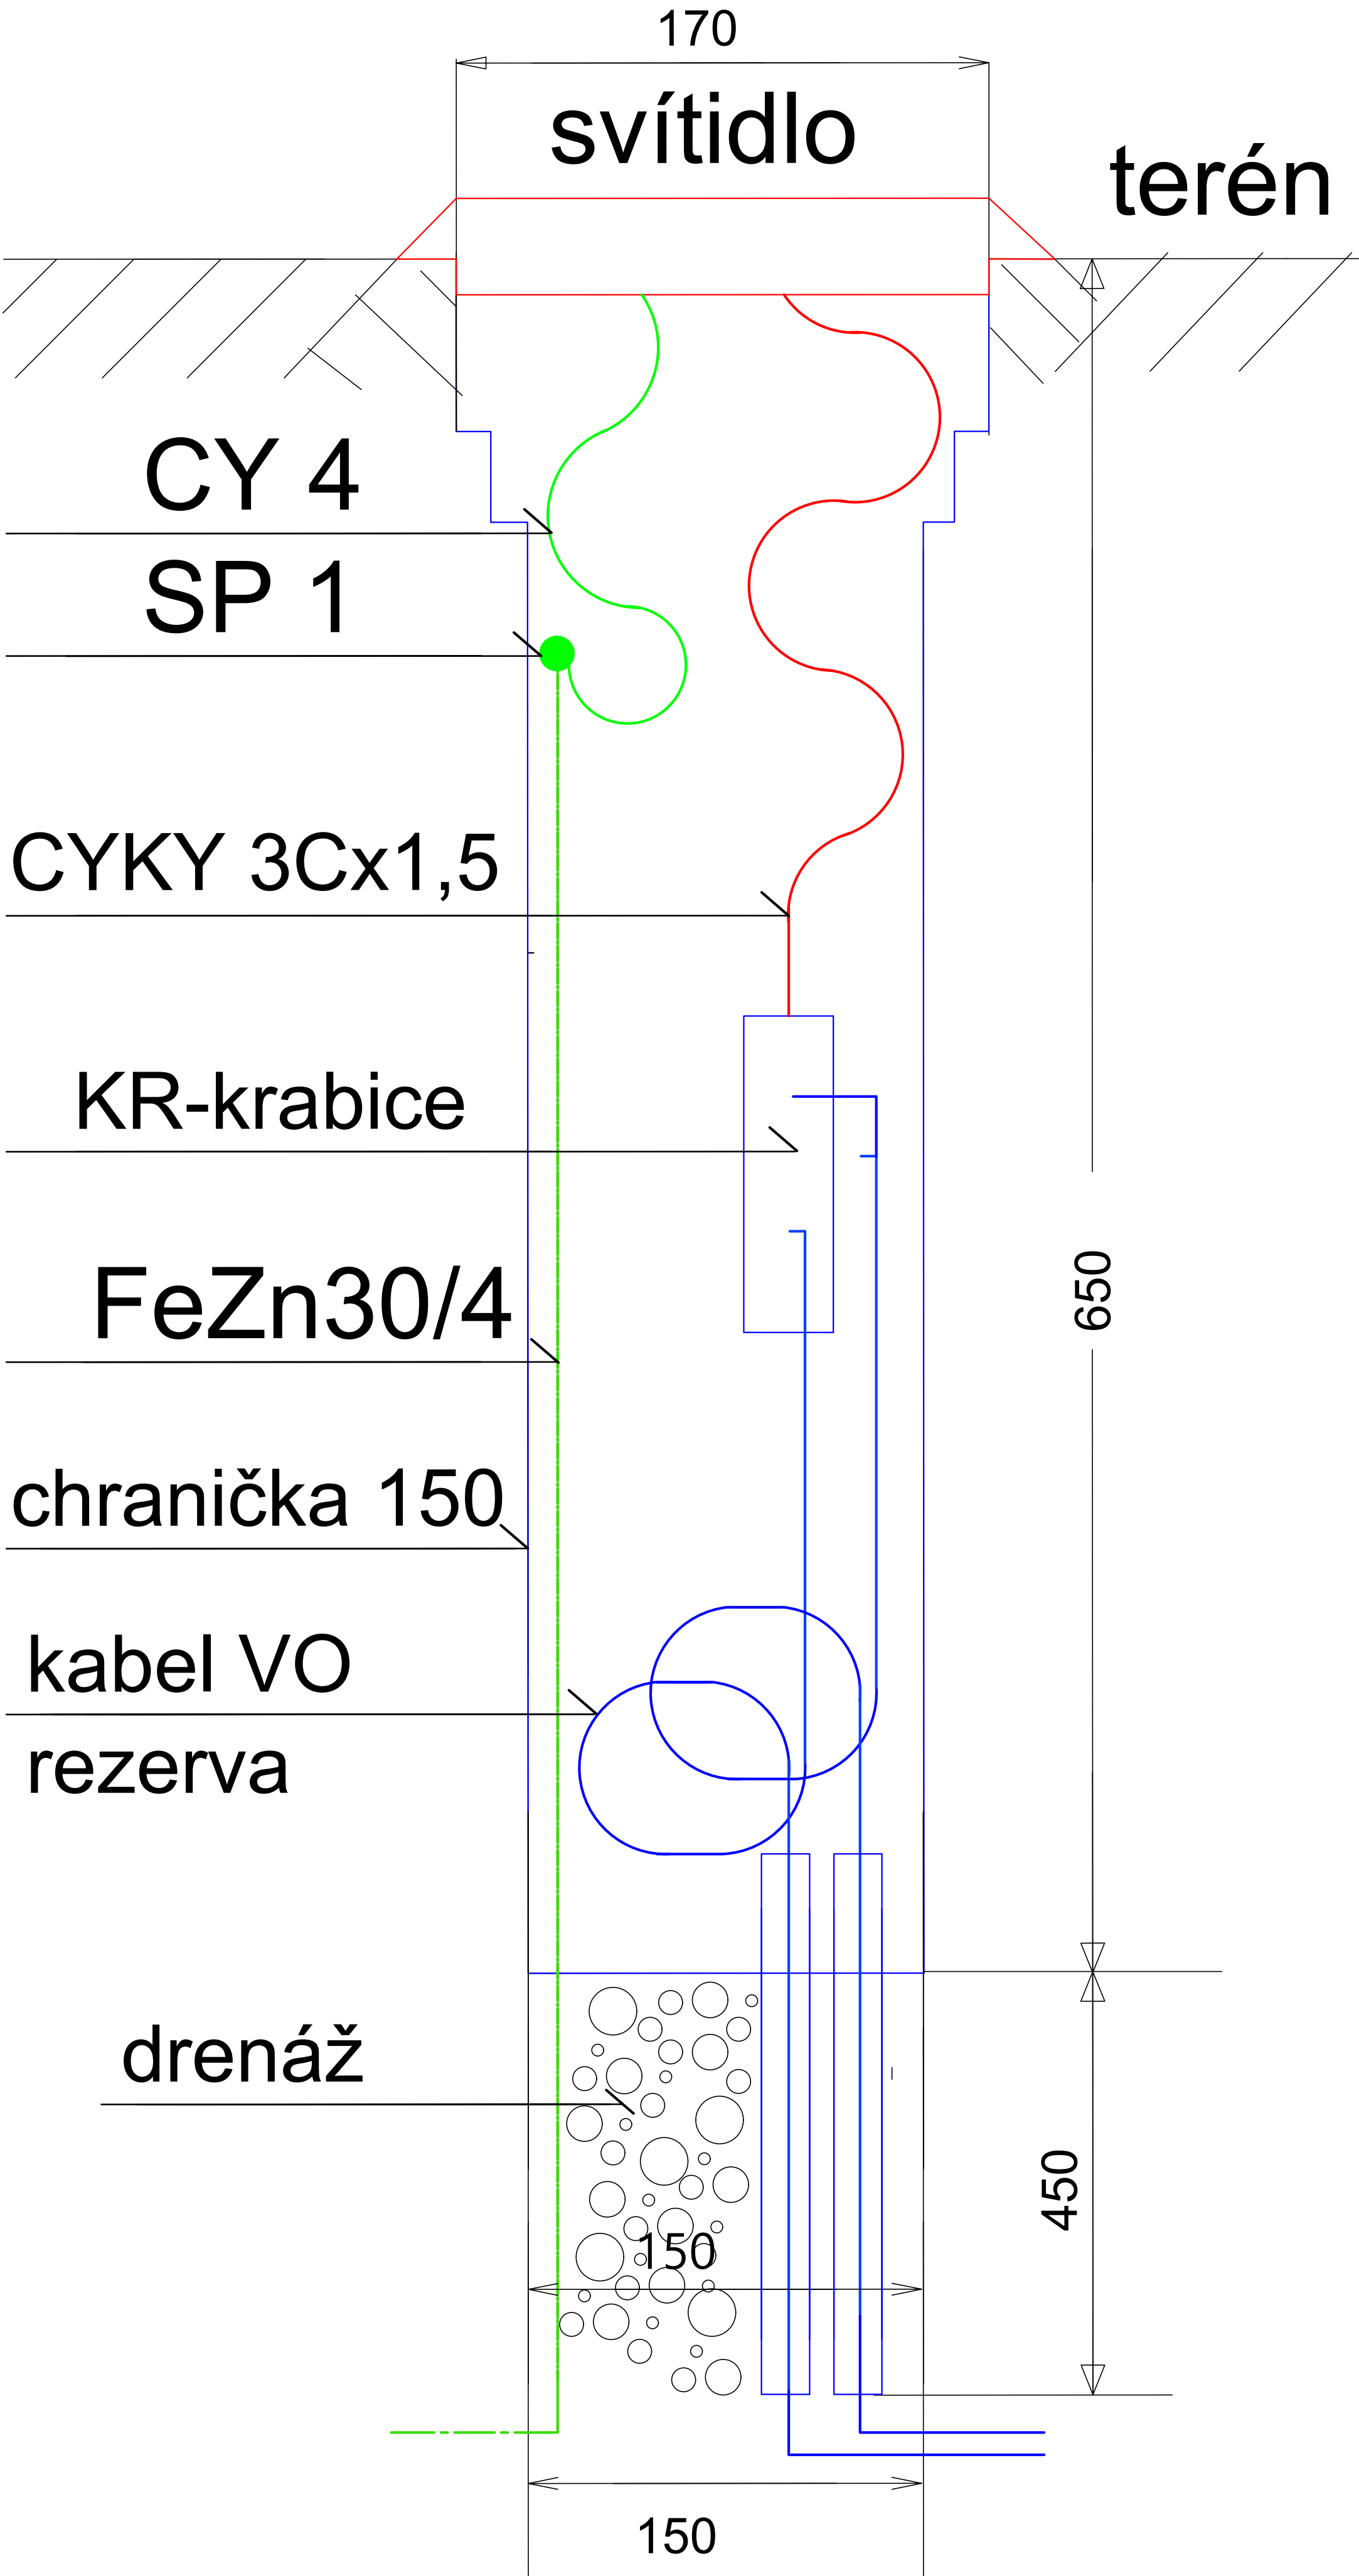 170
svítidlo
terén
CY 4
SP 1
CYKY 3Cx1,5
KR-krabice
FeZn30/4
650
chranička 150
kabel VO
rezerva
drenáž
450
150
150